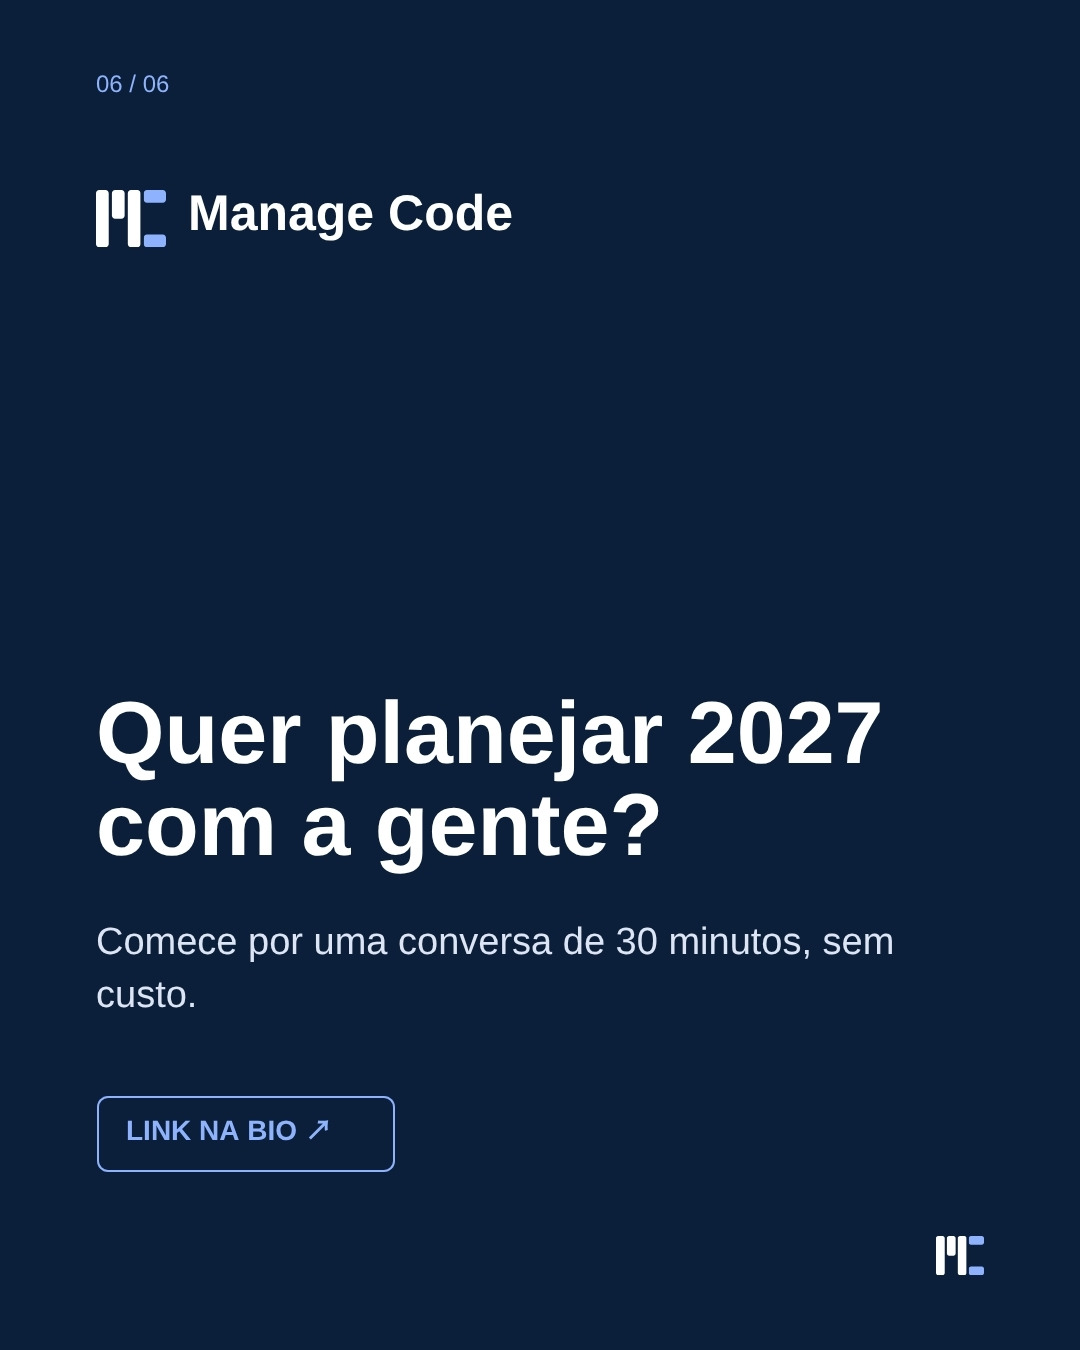 06 / 06
Manage Code
Quer planejar 2027
com a gente?
Comece por uma conversa de 30 minutos, sem
custo.
LINK NA BIO ↗